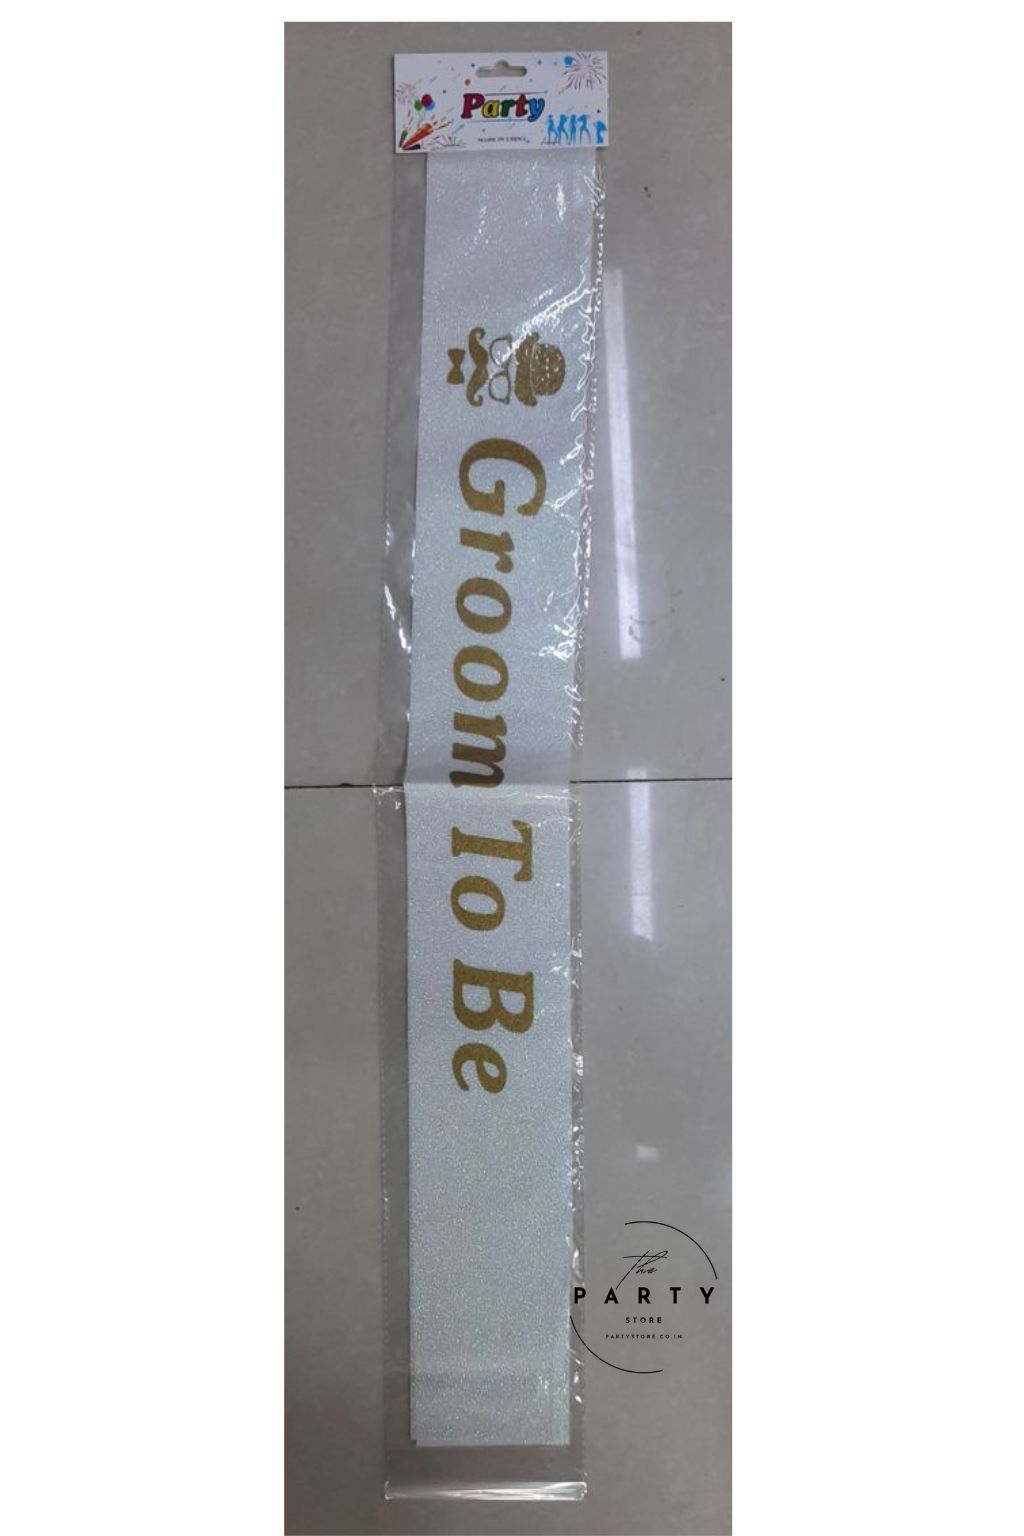 Party
MADE IN CHINA
Groom To Be
the
PARTY
STORE
PARTYSTORE.CO.IN